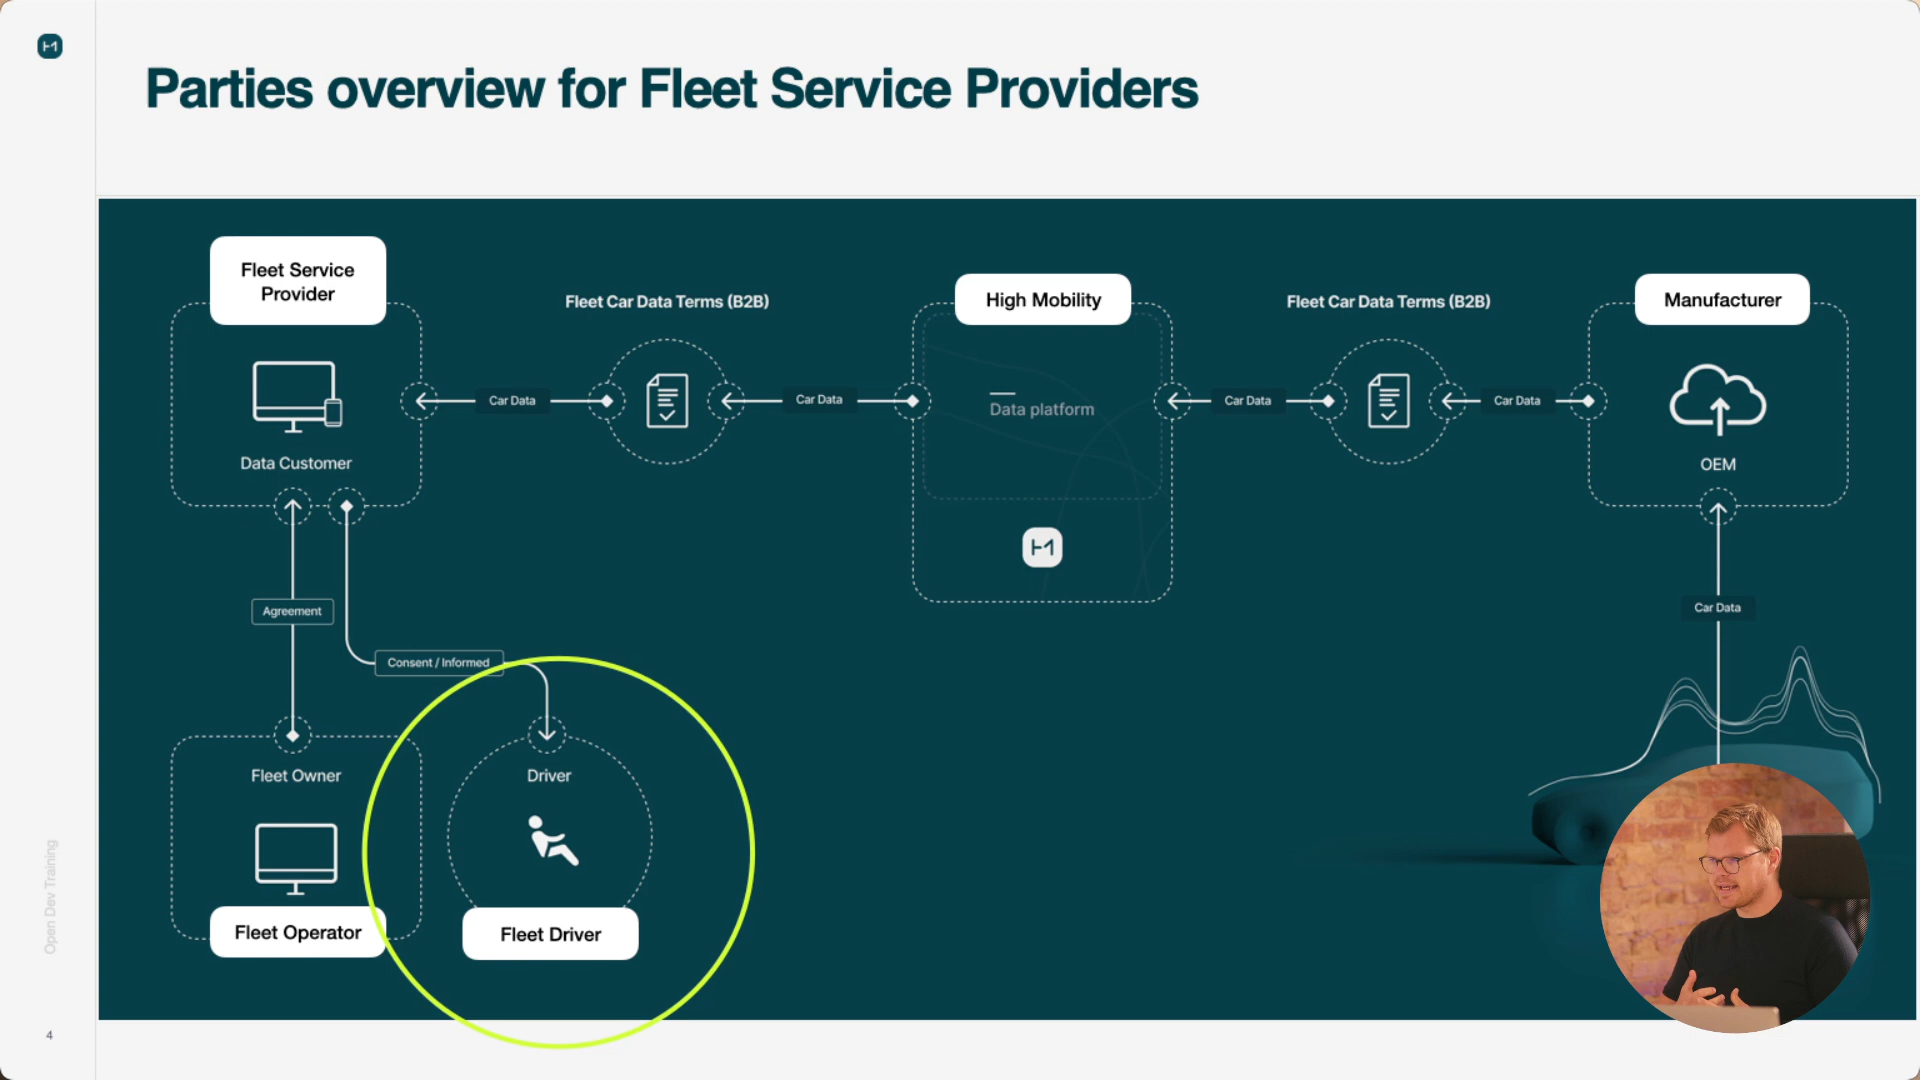 Parties overview for Fleet Service Providers
Fleet Service
Provider
Fleet Car Data Terms (B2B)
High Mobility
Fleet Car Data Terms (B2B)
Manufacturer
Car Data
Car Data
Data platform
Car Data
Car Data
Data Customer
OEM
Agreement
Car Data
Consent / Informed
Fleet Owner
Driver
Fleet Operator
Fleet Driver
Open Dev Training
4